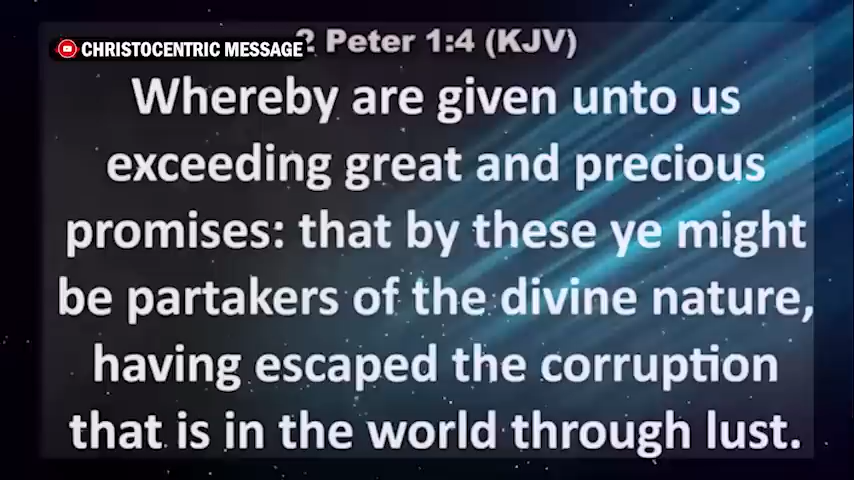 CHRISTOCENTRIC MESSAGE
2 Peter 1:4 (KJV)
Whereby are given unto us
exceeding great and precious
promises: that by these ye might
be partakers of the divine nature,
having escaped the corruption
that is in the world through lust.